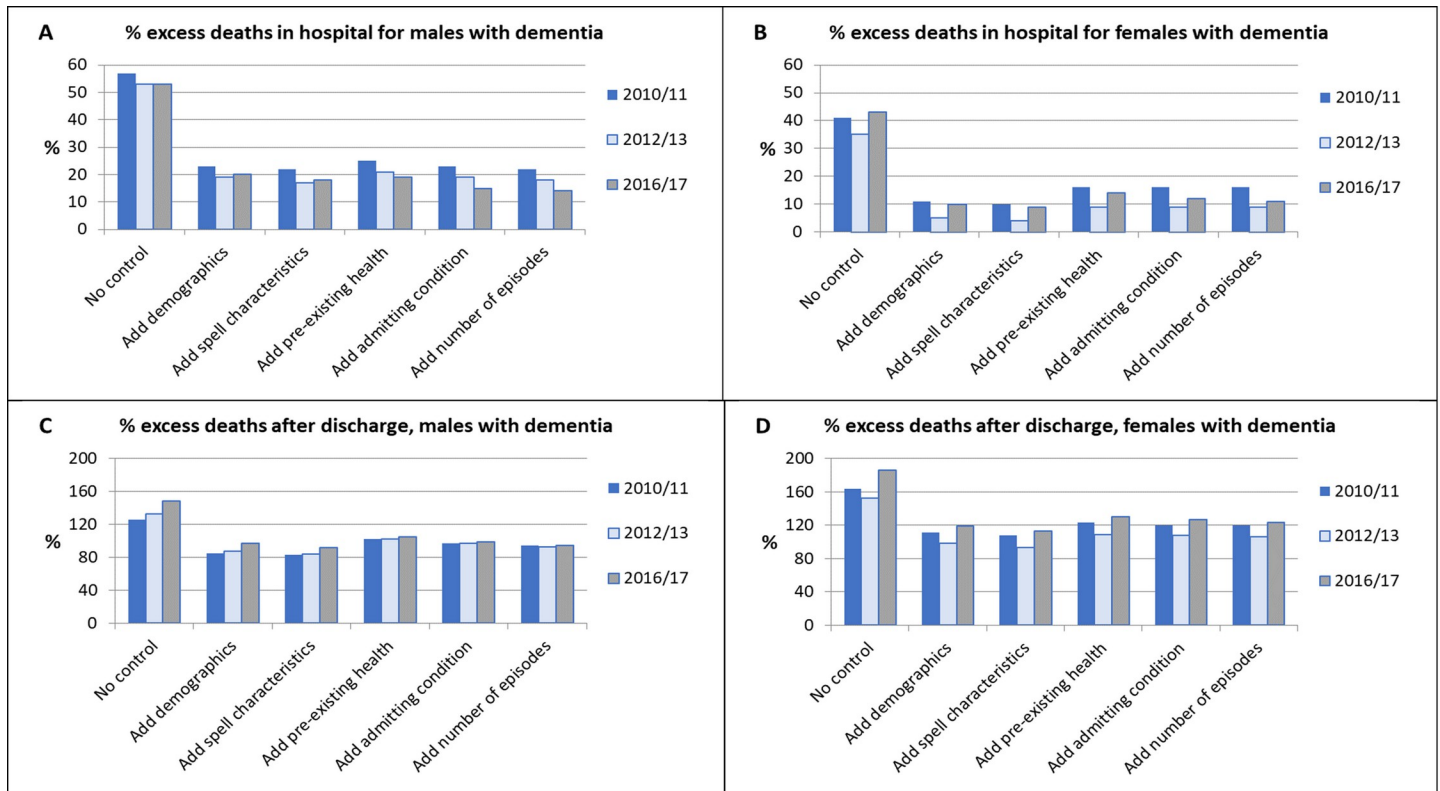 A % excess deaths in hospital for males with dementia
60
50
40
30
20
10
0
%
2010/11
2012/13
2016/17
No control
Add demographics
Add spell characteristics
Add pre-existing health
Add admitting condition
Add number of episodes
B % excess deaths in hospital for females with dementia
60
50
40
30
20
10
0
%
2010/11
2012/13
2016/17
No control
Add demographics
Add spell characteristics
Add pre-existing health
Add admitting condition
Add number of episodes
C % excess deaths after discharge, males with dementia
200
160
120
80
40
0
%
2010/11
2012/13
2016/17
No control
Add demographics
Add spell characteristics
Add pre-existing health
Add admitting condition
Add number of episodes
D % excess deaths after discharge, females with dementia
200
160
120
80
40
0
%
2010/11
2012/13
2016/17
No control
Add demographics
Add spell characteristics
Add pre-existing health
Add admitting condition
Add number of episodes